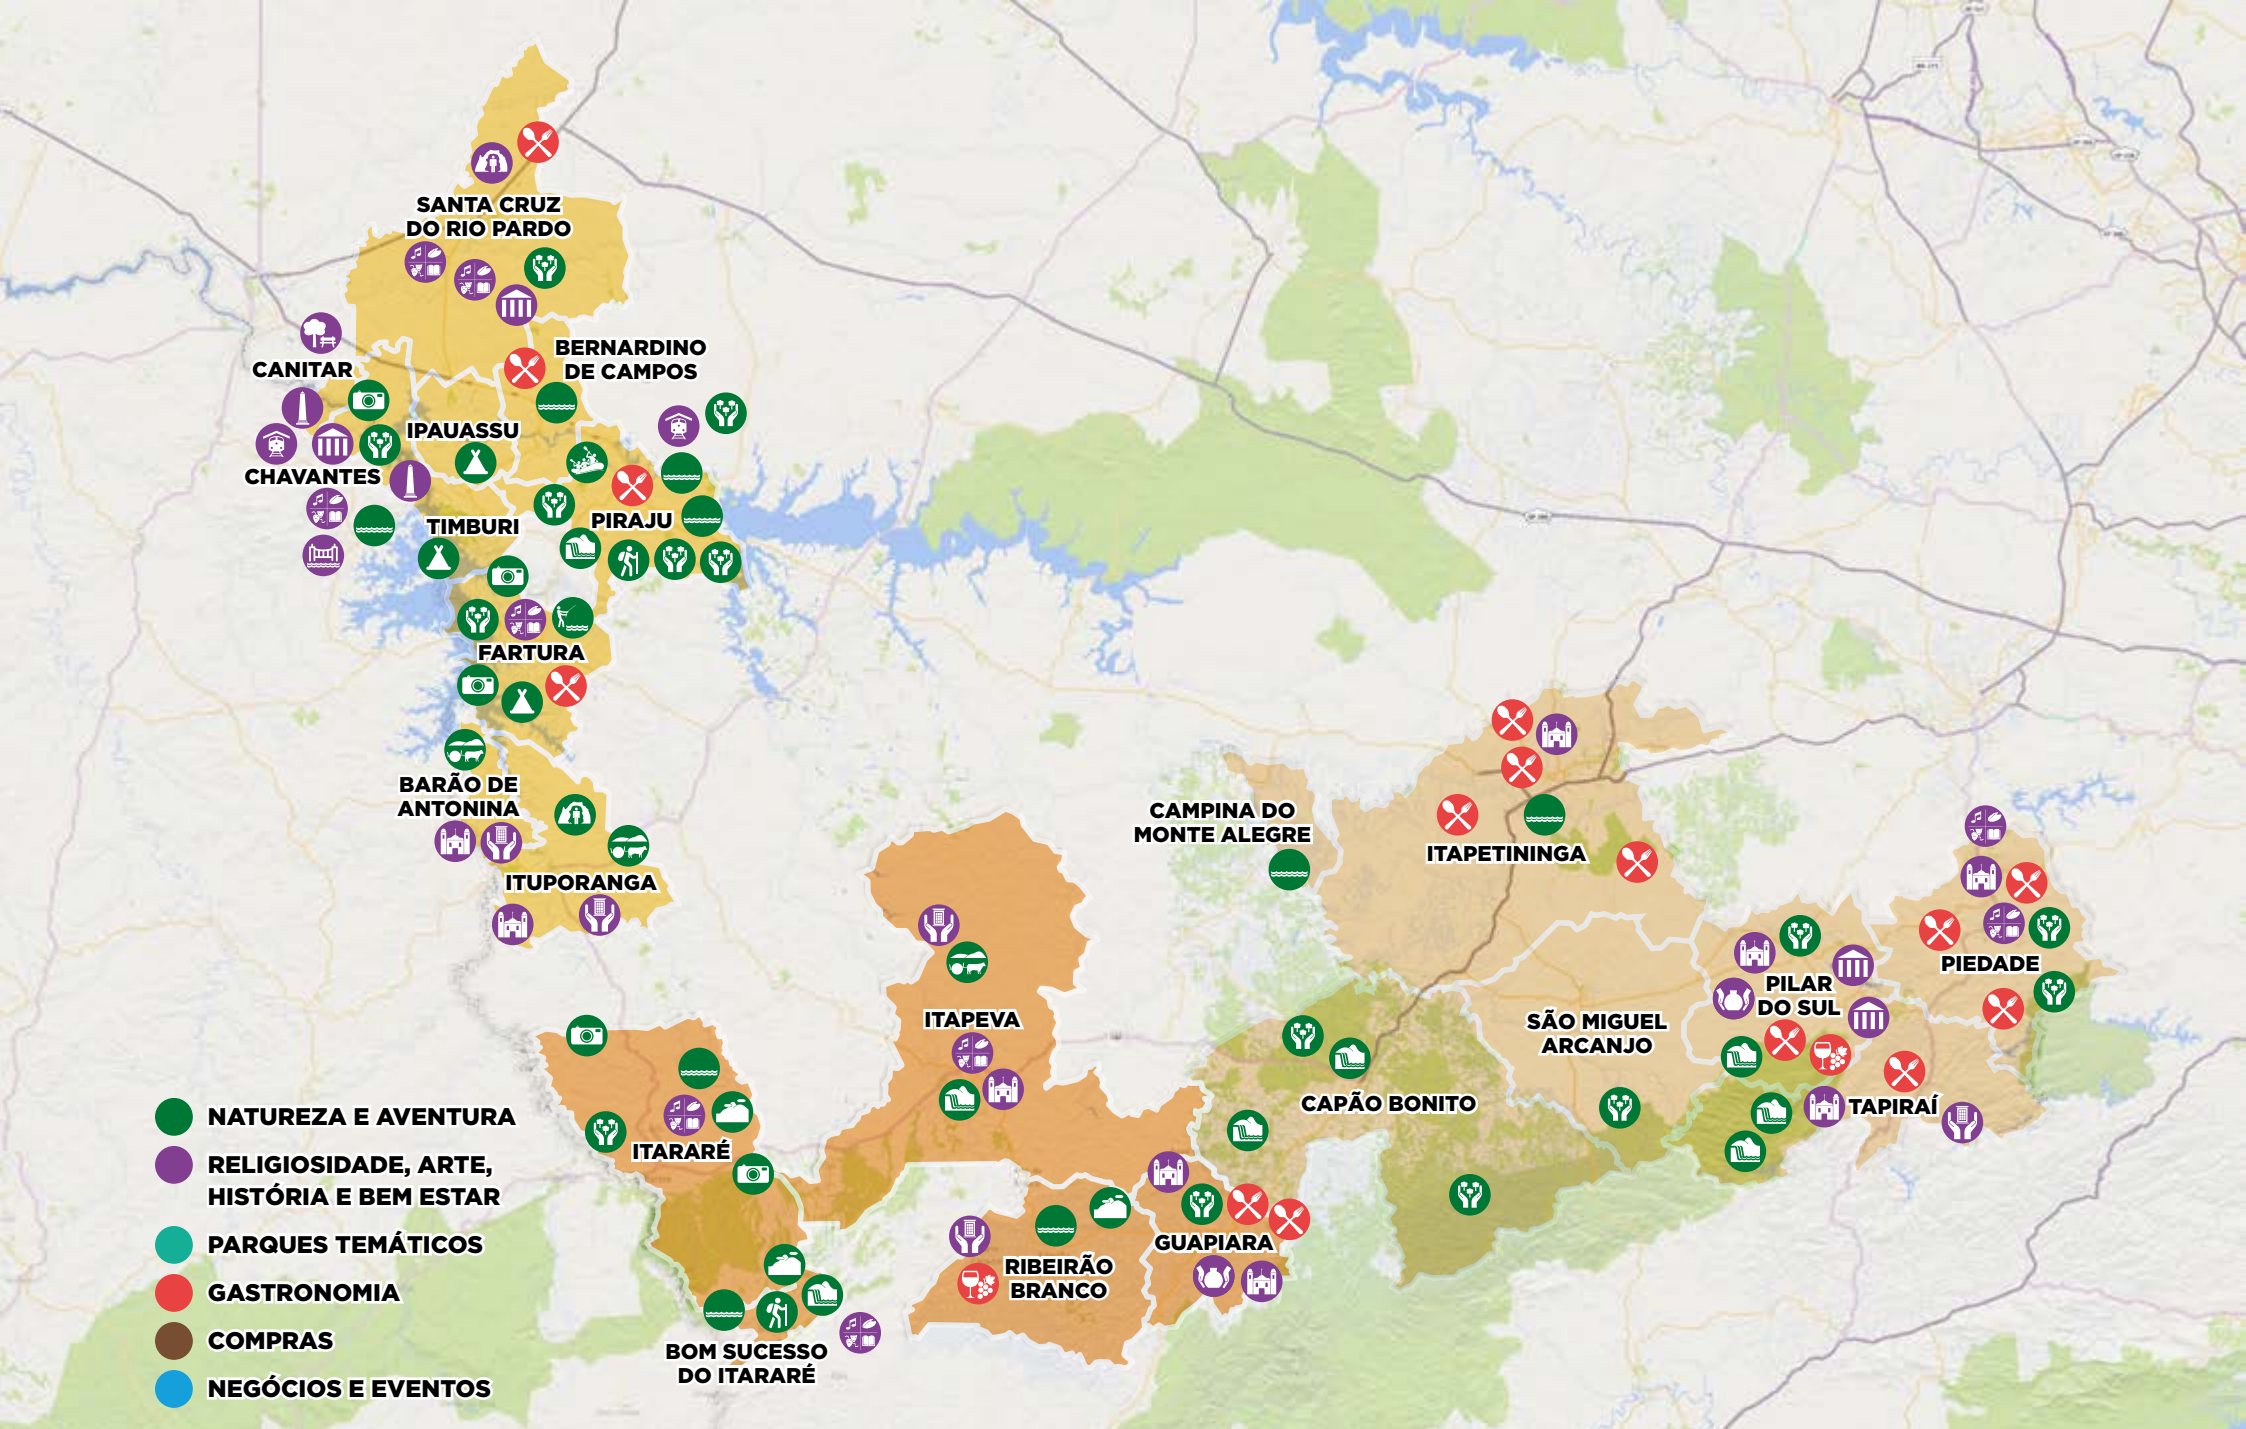 SANTA CRUZ
DO RIO PARDO
BERNARDINO
DE CAMPOS
CANITAR
IPAUASSU
CHAVANTES
TIMBURI
PIRAJU
FARTURA
BARÃO DE
ANTONINA
ITUPORANGA
CAMPINA DO
MONTE ALEGRE
ITAPETININGA
PIEDADE
PILAR
DO SUL
ITAPEVA
SÃO MIGUEL
ARCANJO
CAPÃO BONITO
TAPIRAÍ
ITARARÉ
GUAPIARA
RIBEIRÃO
BRANCO
BOM SUCESSO
DO ITARARÉ
NATUREZA E AVENTURA
RELIGIOSIDADE, ARTE,
HISTÓRIA E BEM ESTAR
PARQUES TEMÁTICOS
GASTRONOMIA
COMPRAS
NEGÓCIOS E EVENTOS